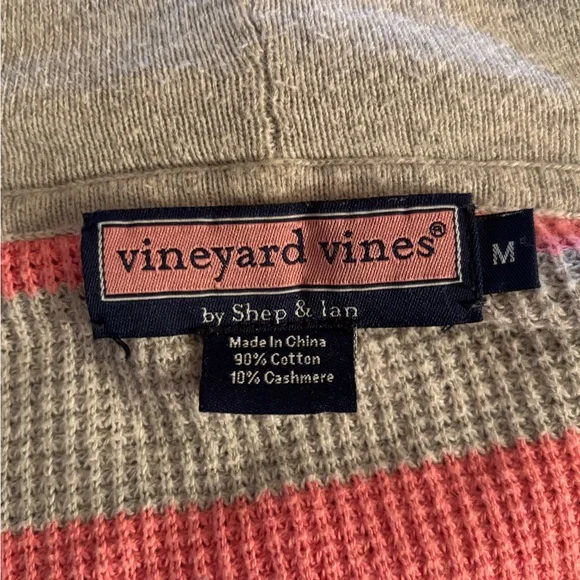 vineyard vines®
M
by Shep & Ian
Made In China
90% Cotton
10% Cashmere